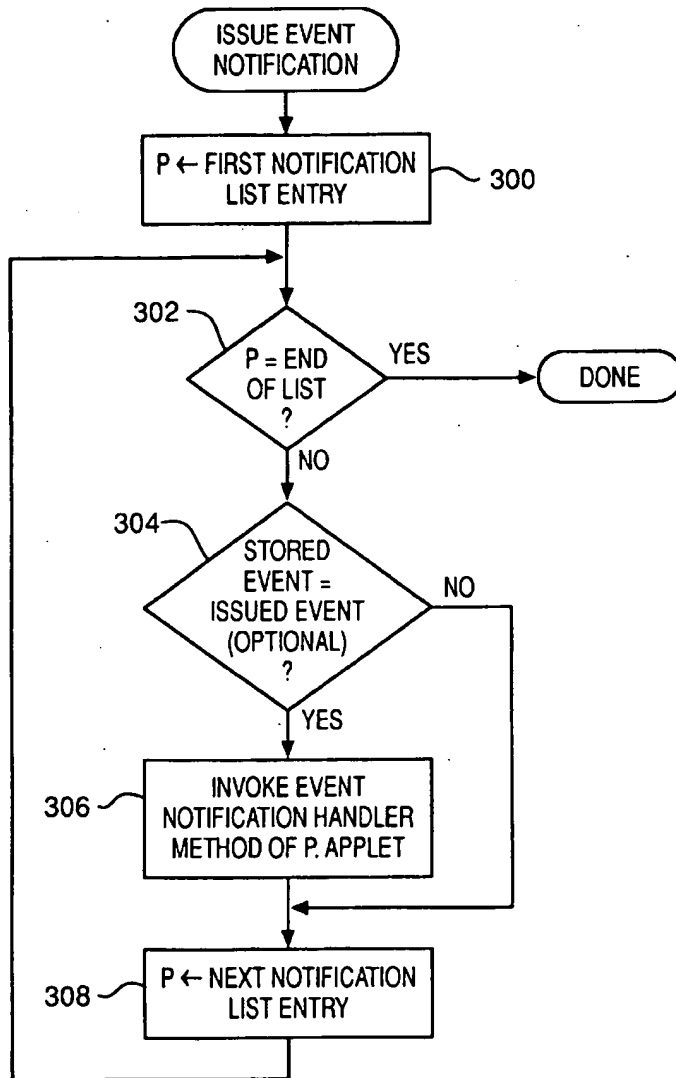 ISSUE EVENT
NOTIFICATION
P ← FIRST NOTIFICATION
LIST ENTRY
300
302
P = END
OF LIST
?
YES
DONE
NO
304
STORED
EVENT =
ISSUED EVENT
(OPTIONAL)
?
NO
YES
306
INVOKE EVENT
NOTIFICATION HANDLER
METHOD OF P. APPLET
308
P ← NEXT NOTIFICATION
LIST ENTRY